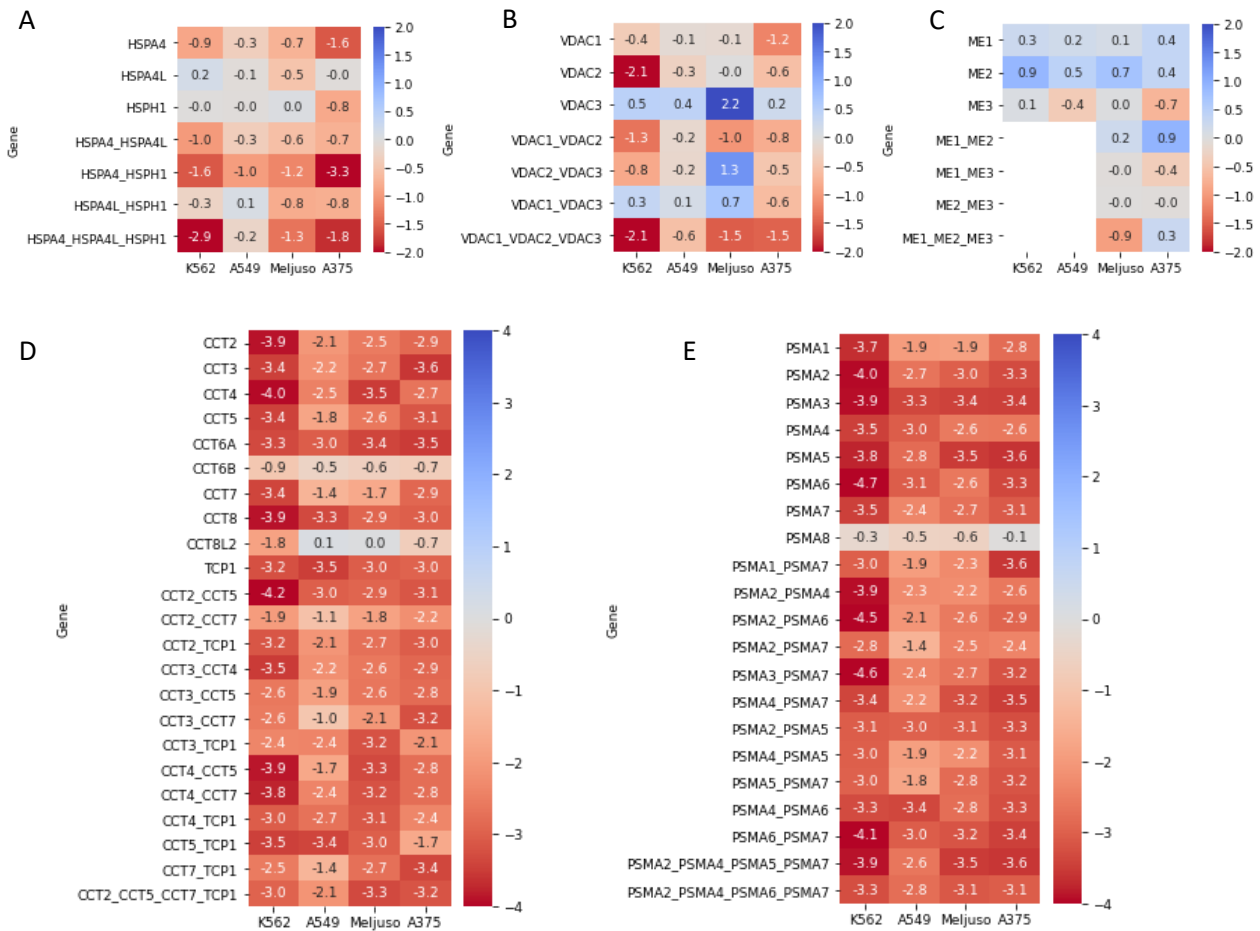 A
HSPA4 -0.9 -0.3 -0.7 -1.6
HSPA4L 0.2 -0.1 -0.5 -0.0
HSPH1 -0.0 -0.0 0.0 -0.8
HSPA4_HSPA4L -1.0 -0.3 -0.6 -0.7
HSPA4_HSPH1 -1.6 -1.0 -1.2 -3.3
HSPA4L_HSPH1 -0.3 0.1 -0.8 -0.8
HSPA4_HSPA4L_HSPH1 -2.9 -0.2 -1.3 -1.8
K562 A549 Meljuso A375
Gene
2.0
1.5
1.0
0.5
0.0
−0.5
−1.0
−1.5
−2.0
B
VDAC1 -0.4 -0.1 -0.1 -1.2
VDAC2 -2.1 -0.3 -0.0 -0.6
VDAC3 0.5 0.4 2.2 0.2
VDAC1_VDAC2 -1.3 -0.2 -1.0 -0.8
VDAC2_VDAC3 -0.8 -0.2 1.3 -0.5
VDAC1_VDAC3 0.3 0.1 0.7 -0.6
VDAC1_VDAC2_VDAC3 -2.1 -0.6 -1.5 -1.5
K562 A549 Meljuso A375
Gene
2.0
1.5
1.0
0.5
0.0
−0.5
−1.0
−1.5
−2.0
C
ME1 0.3 0.2 0.1 0.4
ME2 0.9 0.5 0.7 0.4
ME3 0.1 -0.4 0.0 -0.7
ME1_ME2 0.2 0.9
ME1_ME3 -0.0 -0.4
ME2_ME3 -0.0 -0.0
ME1_ME2_ME3 -0.9 0.3
K562 A549 Meljuso A375
Gene
2.0
1.5
1.0
0.5
0.0
−0.5
−1.0
−1.5
−2.0
D
CCT2 -3.9 -2.1 -2.5 -2.9
CCT3 -3.4 -2.2 -2.7 -3.6
CCT4 -4.0 -2.5 -3.5 -2.7
CCT5 -3.4 -1.8 -2.6 -3.1
CCT6A -3.3 -3.0 -3.4 -3.5
CCT6B -0.9 -0.5 -0.6 -0.7
CCT7 -3.4 -1.4 -1.7 -2.9
CCT8 -3.9 -3.3 -2.9 -3.0
CCT8L2 -1.8 0.1 0.0 -0.7
TCP1 -3.2 -3.5 -3.0 -3.0
CCT2_CCT5 -4.2 -3.0 -2.9 -3.1
CCT2_CCT7 -1.9 -1.1 -1.8 -2.2
CCT2_TCP1 -3.2 -2.1 -2.7 -3.0
CCT3_CCT4 -3.5 -2.2 -2.6 -2.9
CCT3_CCT5 -2.6 -1.9 -2.6 -2.8
CCT3_CCT7 -2.6 -1.0 -2.1 -3.2
CCT3_TCP1 -2.4 -2.4 -3.2 -2.1
CCT4_CCT5 -3.9 -1.7 -3.3 -2.8
CCT4_CCT7 -3.8 -2.4 -3.2 -2.8
CCT4_TCP1 -3.0 -2.7 -3.1 -2.4
CCT5_TCP1 -3.5 -3.4 -3.0 -1.7
CCT7_TCP1 -2.5 -1.4 -2.7 -3.4
CCT2_CCT5_CCT7_TCP1 -3.0 -2.1 -3.3 -3.2
K562 A549 Meljuso A375
Gene
4
3
2
1
0
−1
−2
−3
−4
E
PSMA1 -3.7 -1.9 -1.9 -2.8
PSMA2 -4.0 -2.7 -3.0 -3.3
PSMA3 -3.9 -3.3 -3.4 -3.4
PSMA4 -3.5 -3.0 -2.6 -2.6
PSMA5 -3.8 -2.8 -3.5 -3.6
PSMA6 -4.7 -3.1 -2.6 -3.3
PSMA7 -3.5 -2.4 -2.7 -3.1
PSMA8 -0.3 -0.5 -0.6 -0.1
PSMA1_PSMA7 -3.0 -1.9 -2.3 -3.6
PSMA2_PSMA4 -3.9 -2.3 -2.2 -2.6
PSMA2_PSMA6 -4.5 -2.1 -2.6 -2.9
PSMA2_PSMA7 -2.8 -1.4 -2.5 -2.4
PSMA3_PSMA7 -4.6 -2.4 -2.7 -3.2
PSMA4_PSMA7 -3.4 -2.2 -3.2 -3.5
PSMA2_PSMA5 -3.1 -3.0 -3.1 -3.3
PSMA4_PSMA5 -3.0 -1.9 -2.2 -3.1
PSMA5_PSMA7 -3.0 -1.8 -2.8 -3.2
PSMA4_PSMA6 -3.3 -3.4 -2.8 -3.3
PSMA6_PSMA7 -4.1 -3.0 -3.2 -3.4
PSMA2_PSMA4_PSMA5_PSMA7 -3.9 -2.6 -3.5 -3.6
PSMA2_PSMA4_PSMA6_PSMA7 -3.3 -2.8 -3.1 -3.1
K562 A549 Meljuso A375
Gene
4
3
2
1
0
−1
−2
−3
−4